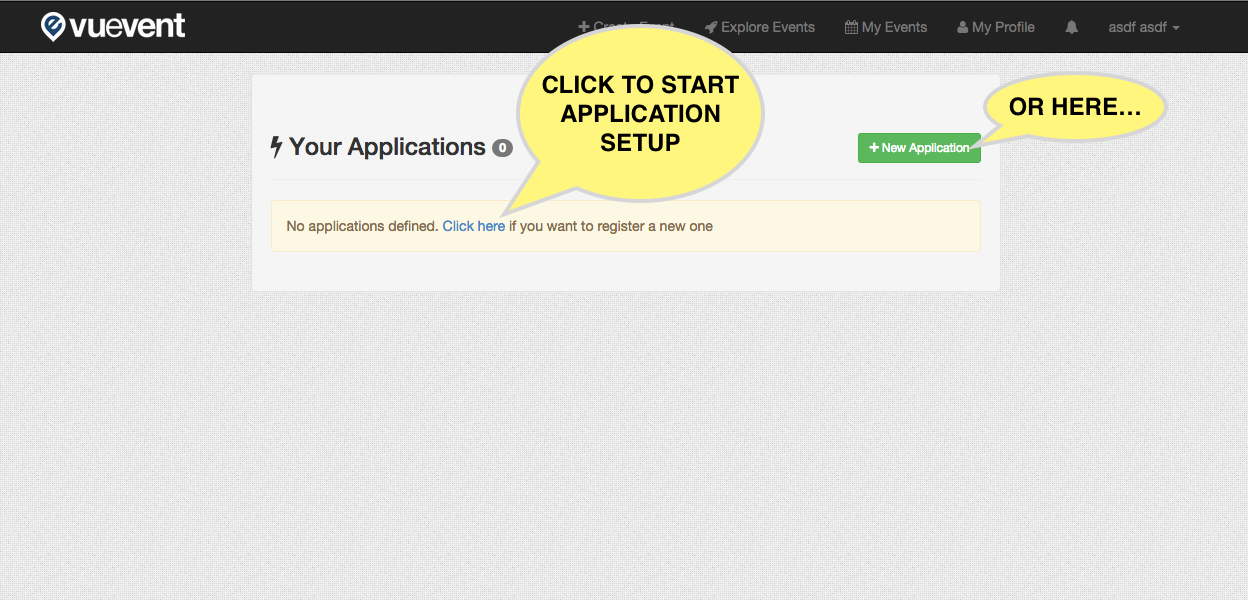 vuevent
Create Event Explore Events My Events My Profile asdf asdf
CLICK TO START
APPLICATION
SETUP
OR HERE...
Your Applications 0
New Application
No applications defined. Click here if you want to register a new one